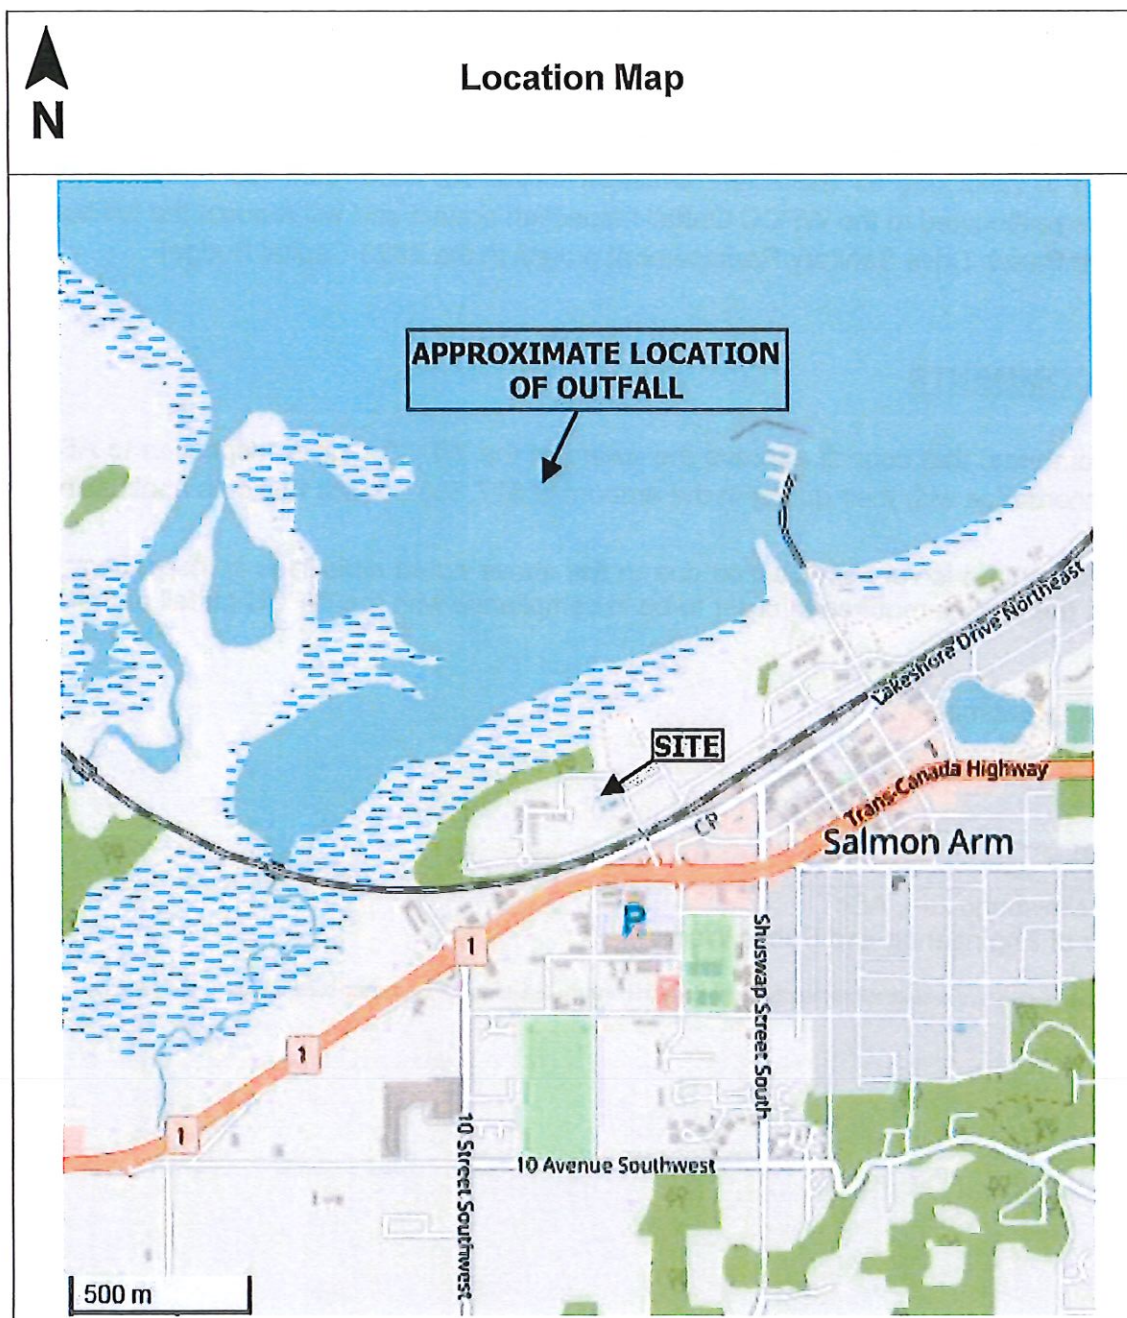 N
Location Map
APPROXIMATE LOCATION
OF OUTFALL
Lakeshore Drive Northeast
SITE
1
Trans-Canada Highway
CP
Salmon Arm
P
1
Shuswap Street South
1
1
10 Street Southwest
10 Avenue Southwest
500 m